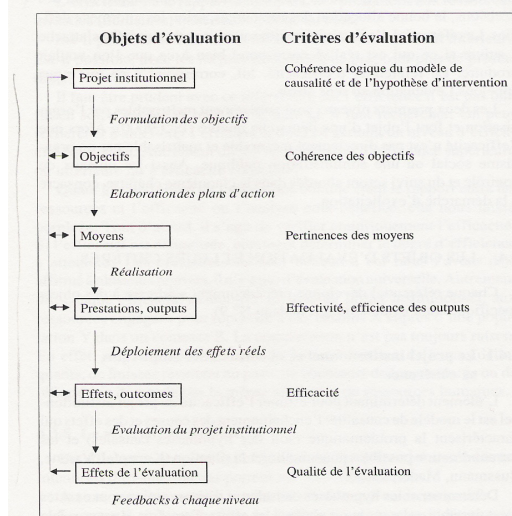 Objets d'évaluation Critères d'évaluation
Projet institutionnel Cohérence logique du modèle de
causalité et de l'hypothèse d'intervention
Formulation des objectifs
Objectifs Cohérence des objectifs
Elaboration des plans d'action
Moyens Pertinences des moyens
Réalisation
Prestations, outputs Effectivité, efficience des outputs
Déploiement des effets réels
Effets, outcomes Efficacité
Evaluation du projet institutionnel
Effets de l'évaluation Qualité de l'évaluation
Feedbacks à chaque niveau